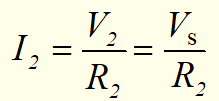 I₂ = V₂/R₂ = Vₛ/R₂